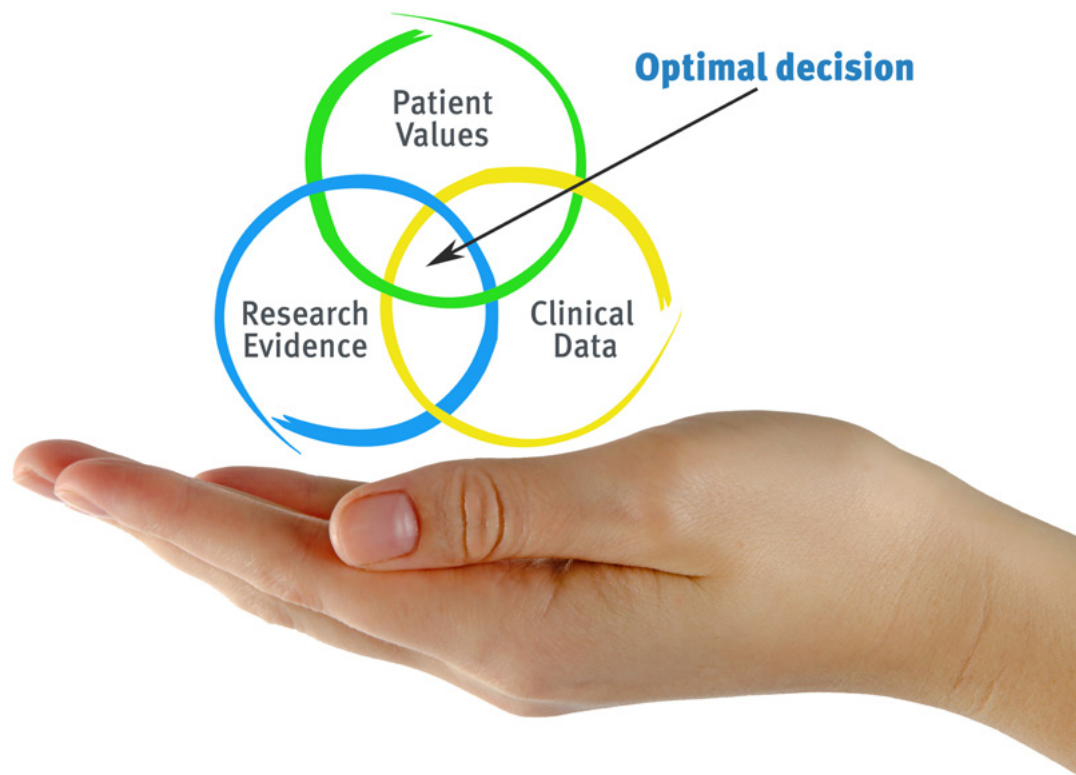 Optimal decision
Patient
Values
Research
Evidence
Clinical
Data